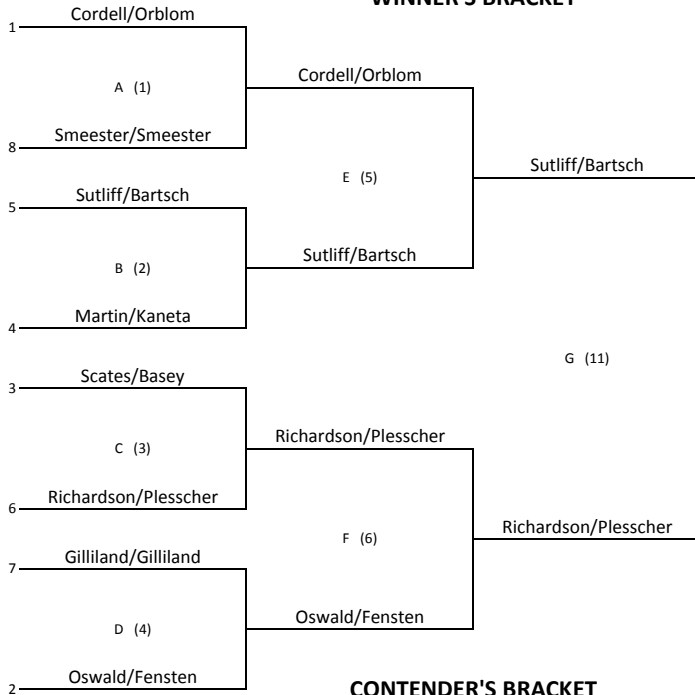 WINNER'S BRACKET
Cordell/Orblom
1
Cordell/Orblom
A (1)
Smeester/Smeester
8
Sutliff/Bartsch
E (5)
Sutliff/Bartsch
5
Sutliff/Bartsch
B (2)
Martin/Kaneta
4
G (11)
Scates/Basey
3
Richardson/Plesscher
C (3)
Richardson/Plesscher
6
Richardson/Plesscher
F (6)
Gilliland/Gilliland
7
Oswald/Fensten
D (4)
Oswald/Fensten
2
CONTENDER'S BRACKET